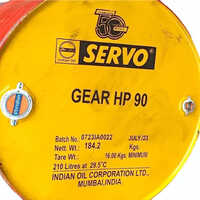 50
SERVO
GEAR HP 90
Batch No. 0723IA0022 JULY/23
Nett. Wt.: 184.2 Kgs.
Tare Wt.: 16.00 Kgs. MINIMUM
210 Litres at 29.5°C
INDIAN OIL CORPORATION LTD.,
MUMBAI.INDIA.